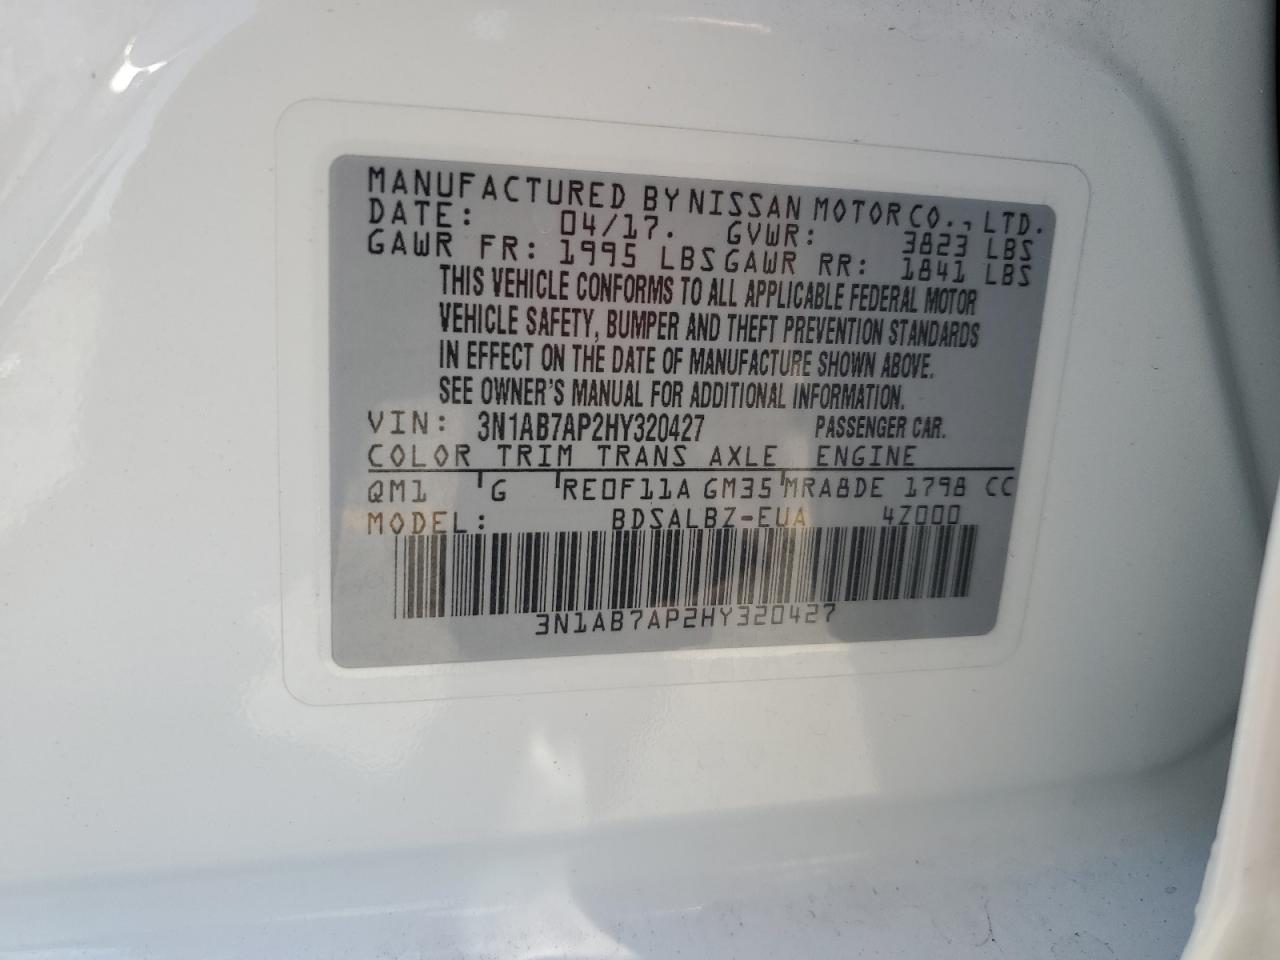 MANUFACTURED BY NISSAN MOTOR CO., LTD.
DATE: 04/17. GVWR: 3823 LBS
GAWR FR: 1995 LBS GAWR RR: 1841 LBS
THIS VEHICLE CONFORMS TO ALL APPLICABLE FEDERAL MOTOR
VEHICLE SAFETY, BUMPER AND THEFT PREVENTION STANDARDS
IN EFFECT ON THE DATE OF MANUFACTURE SHOWN ABOVE.
SEE OWNER'S MANUAL FOR ADDITIONAL INFORMATION.
VIN: 3N1AB7AP2HY320427 PASSENGER CAR.
COLOR TRIM TRANS AXLE ENGINE
QM1 G RE0F11A GM35 MRA8DE 1798 CC
MODEL: BDSALBZ-EUA 4Z000
3N1AB7AP2HY320427